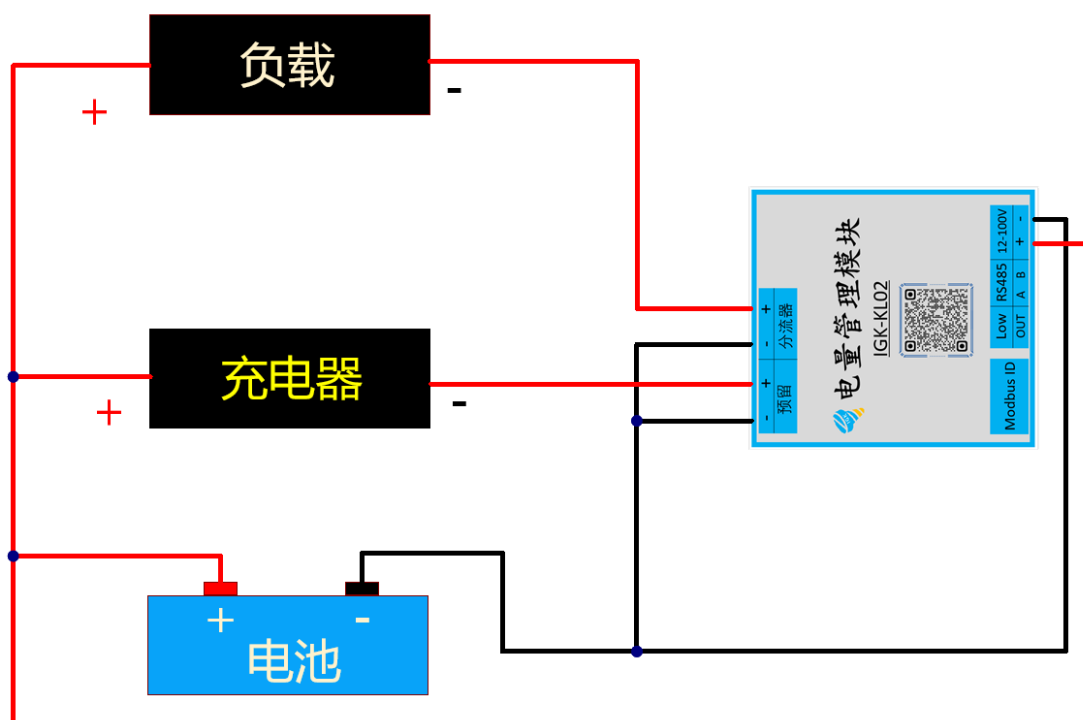 负载
+
-
充电器
+
-
+
-
电池
电量管理模块
IGK-KL02
+
-
分流器
+
-
预留
12-100V
-
+
RS485
B
A
Low
OUT
Modbus ID